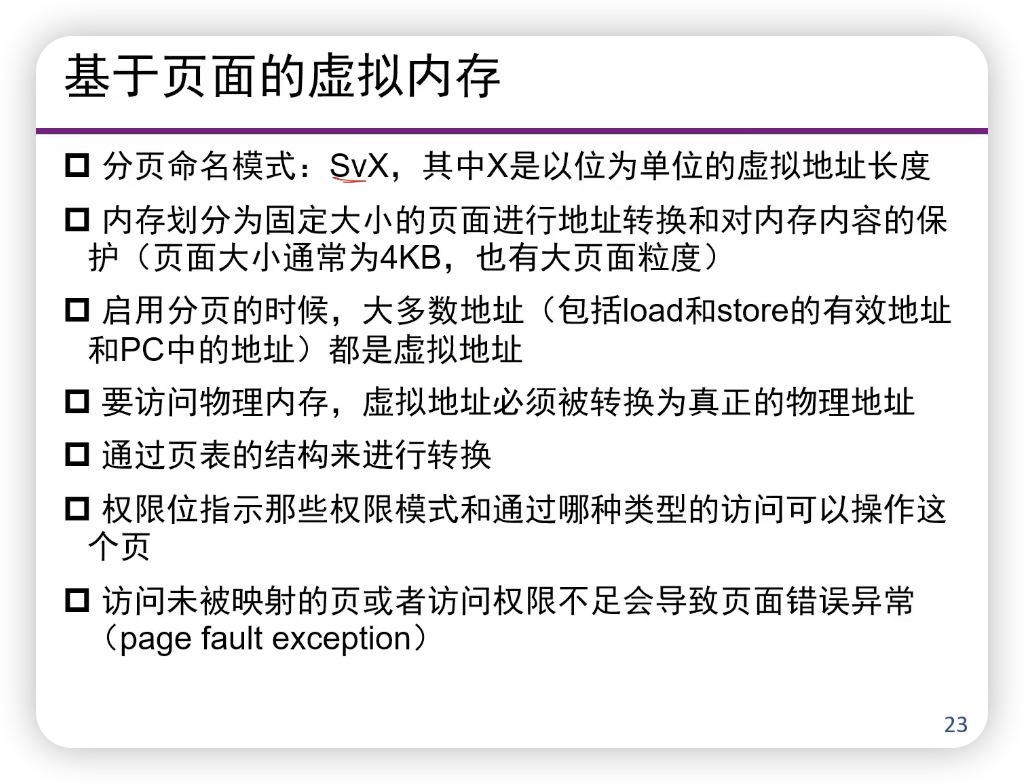 基于页面的虚拟内存
分页命名模式：SvX，其中X是以位为单位的虚拟地址长度
内存划分为固定大小的页面进行地址转换和对内存内容的保
护（页面大小通常为4KB，也有大页面粒度）
启用分页的时候，大多数地址（包括load和store的有效地址
和PC中的地址）都是虚拟地址
要访问物理内存，虚拟地址必须被转换为真正的物理地址
通过页表的结构来进行转换
权限位指示那些权限模式和通过哪种类型的访问可以操作这
个页
访问未被映射的页或者访问权限不足会导致页面错误异常
（page fault exception）
23